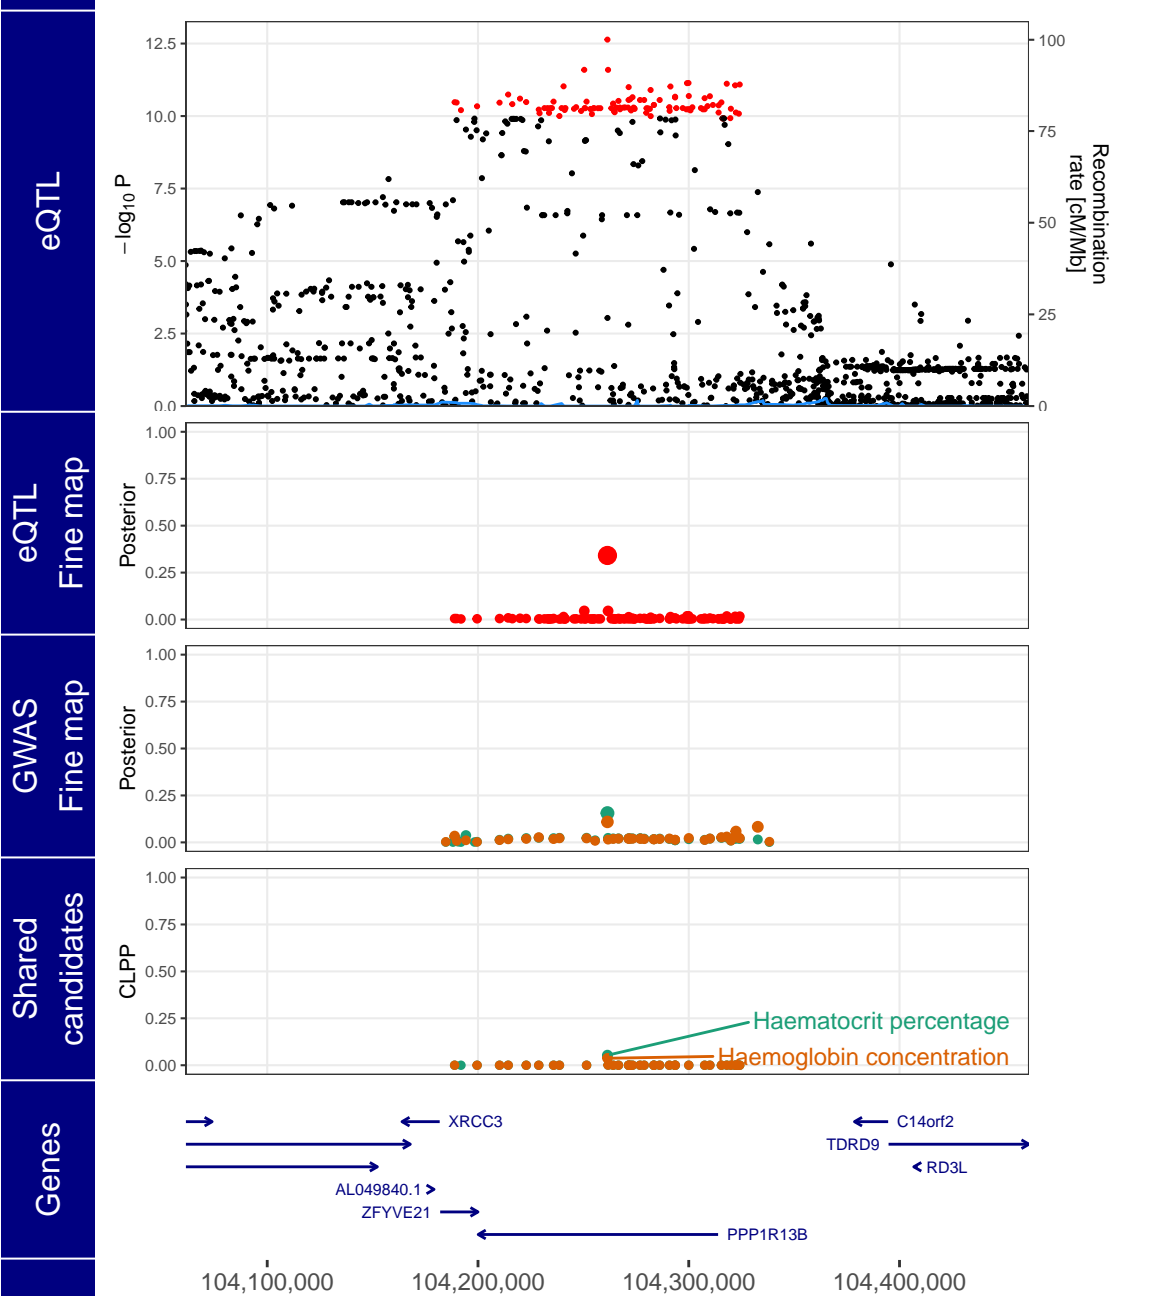 eQTL
− log10 P
12.5
10.0
7.5
5.0
2.5
0.0
100
75
50
25
0
Recombination
rate [cM/Mb]
eQTL
Fine map
Posterior
1.00
0.75
0.50
0.25
0.00
GWAS
Fine map
Posterior
1.00
0.75
0.50
0.25
0.00
Shared
candidates
CLPP
1.00
0.75
0.50
0.25
0.00
Haematocrit percentage
Haemoglobin concentration
Genes
XRCC3
C14orf2
TDRD9
RD3L
AL049840.1
ZFYVE21
PPP1R13B
104,100,000
104,200,000
104,300,000
104,400,000